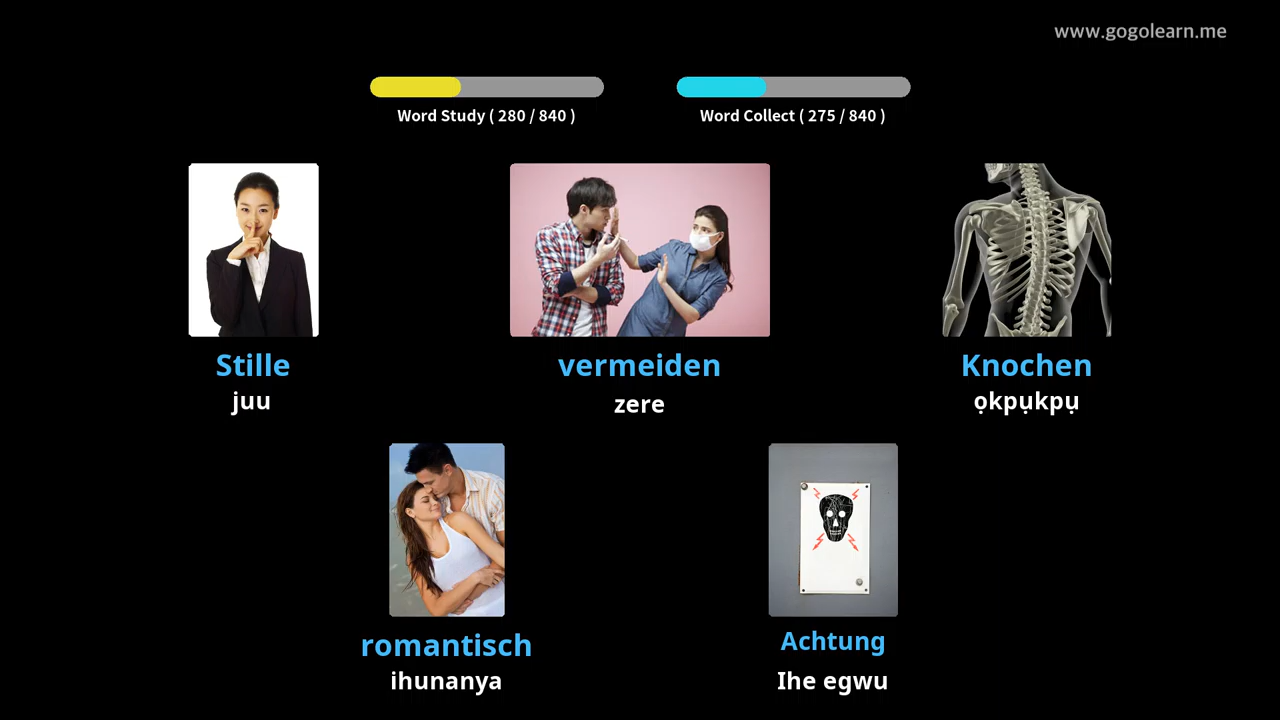 www.gogolearn.me
Word Study ( 280 / 840 )
Word Collect ( 275 / 840 )
Stille
vermeiden
Knochen
juu
zere
ọkpụkpụ
romantisch
Achtung
ihunanya
Ihe egwu